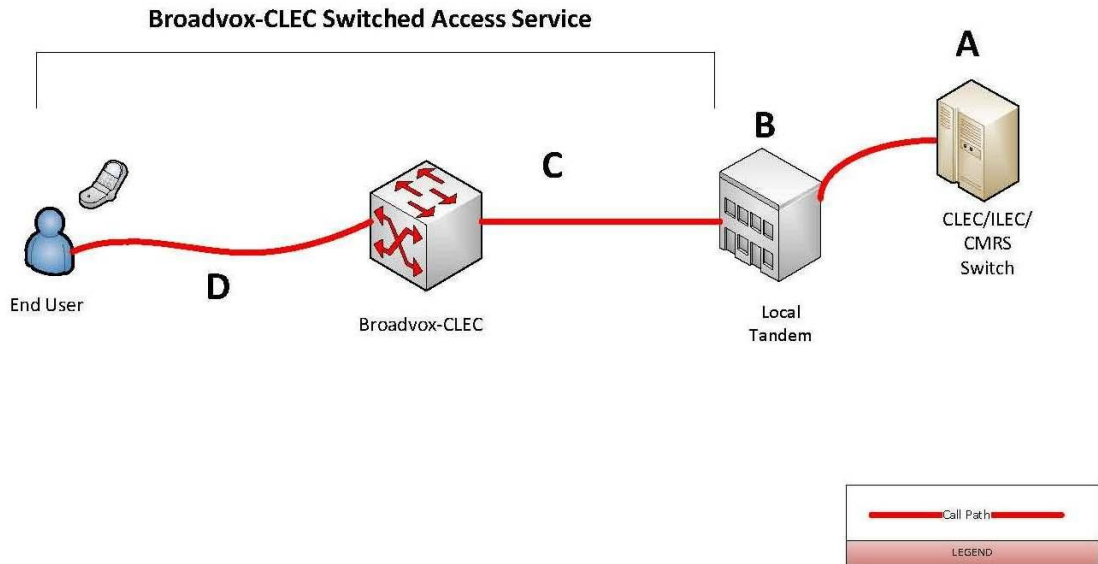 Broadvox-CLEC Switched Access Service
A
B
C
CLEC/ILEC/
CMRS
Switch
D
End User
Broadvox-CLEC
Local
Tandem
Call Path
LEGEND